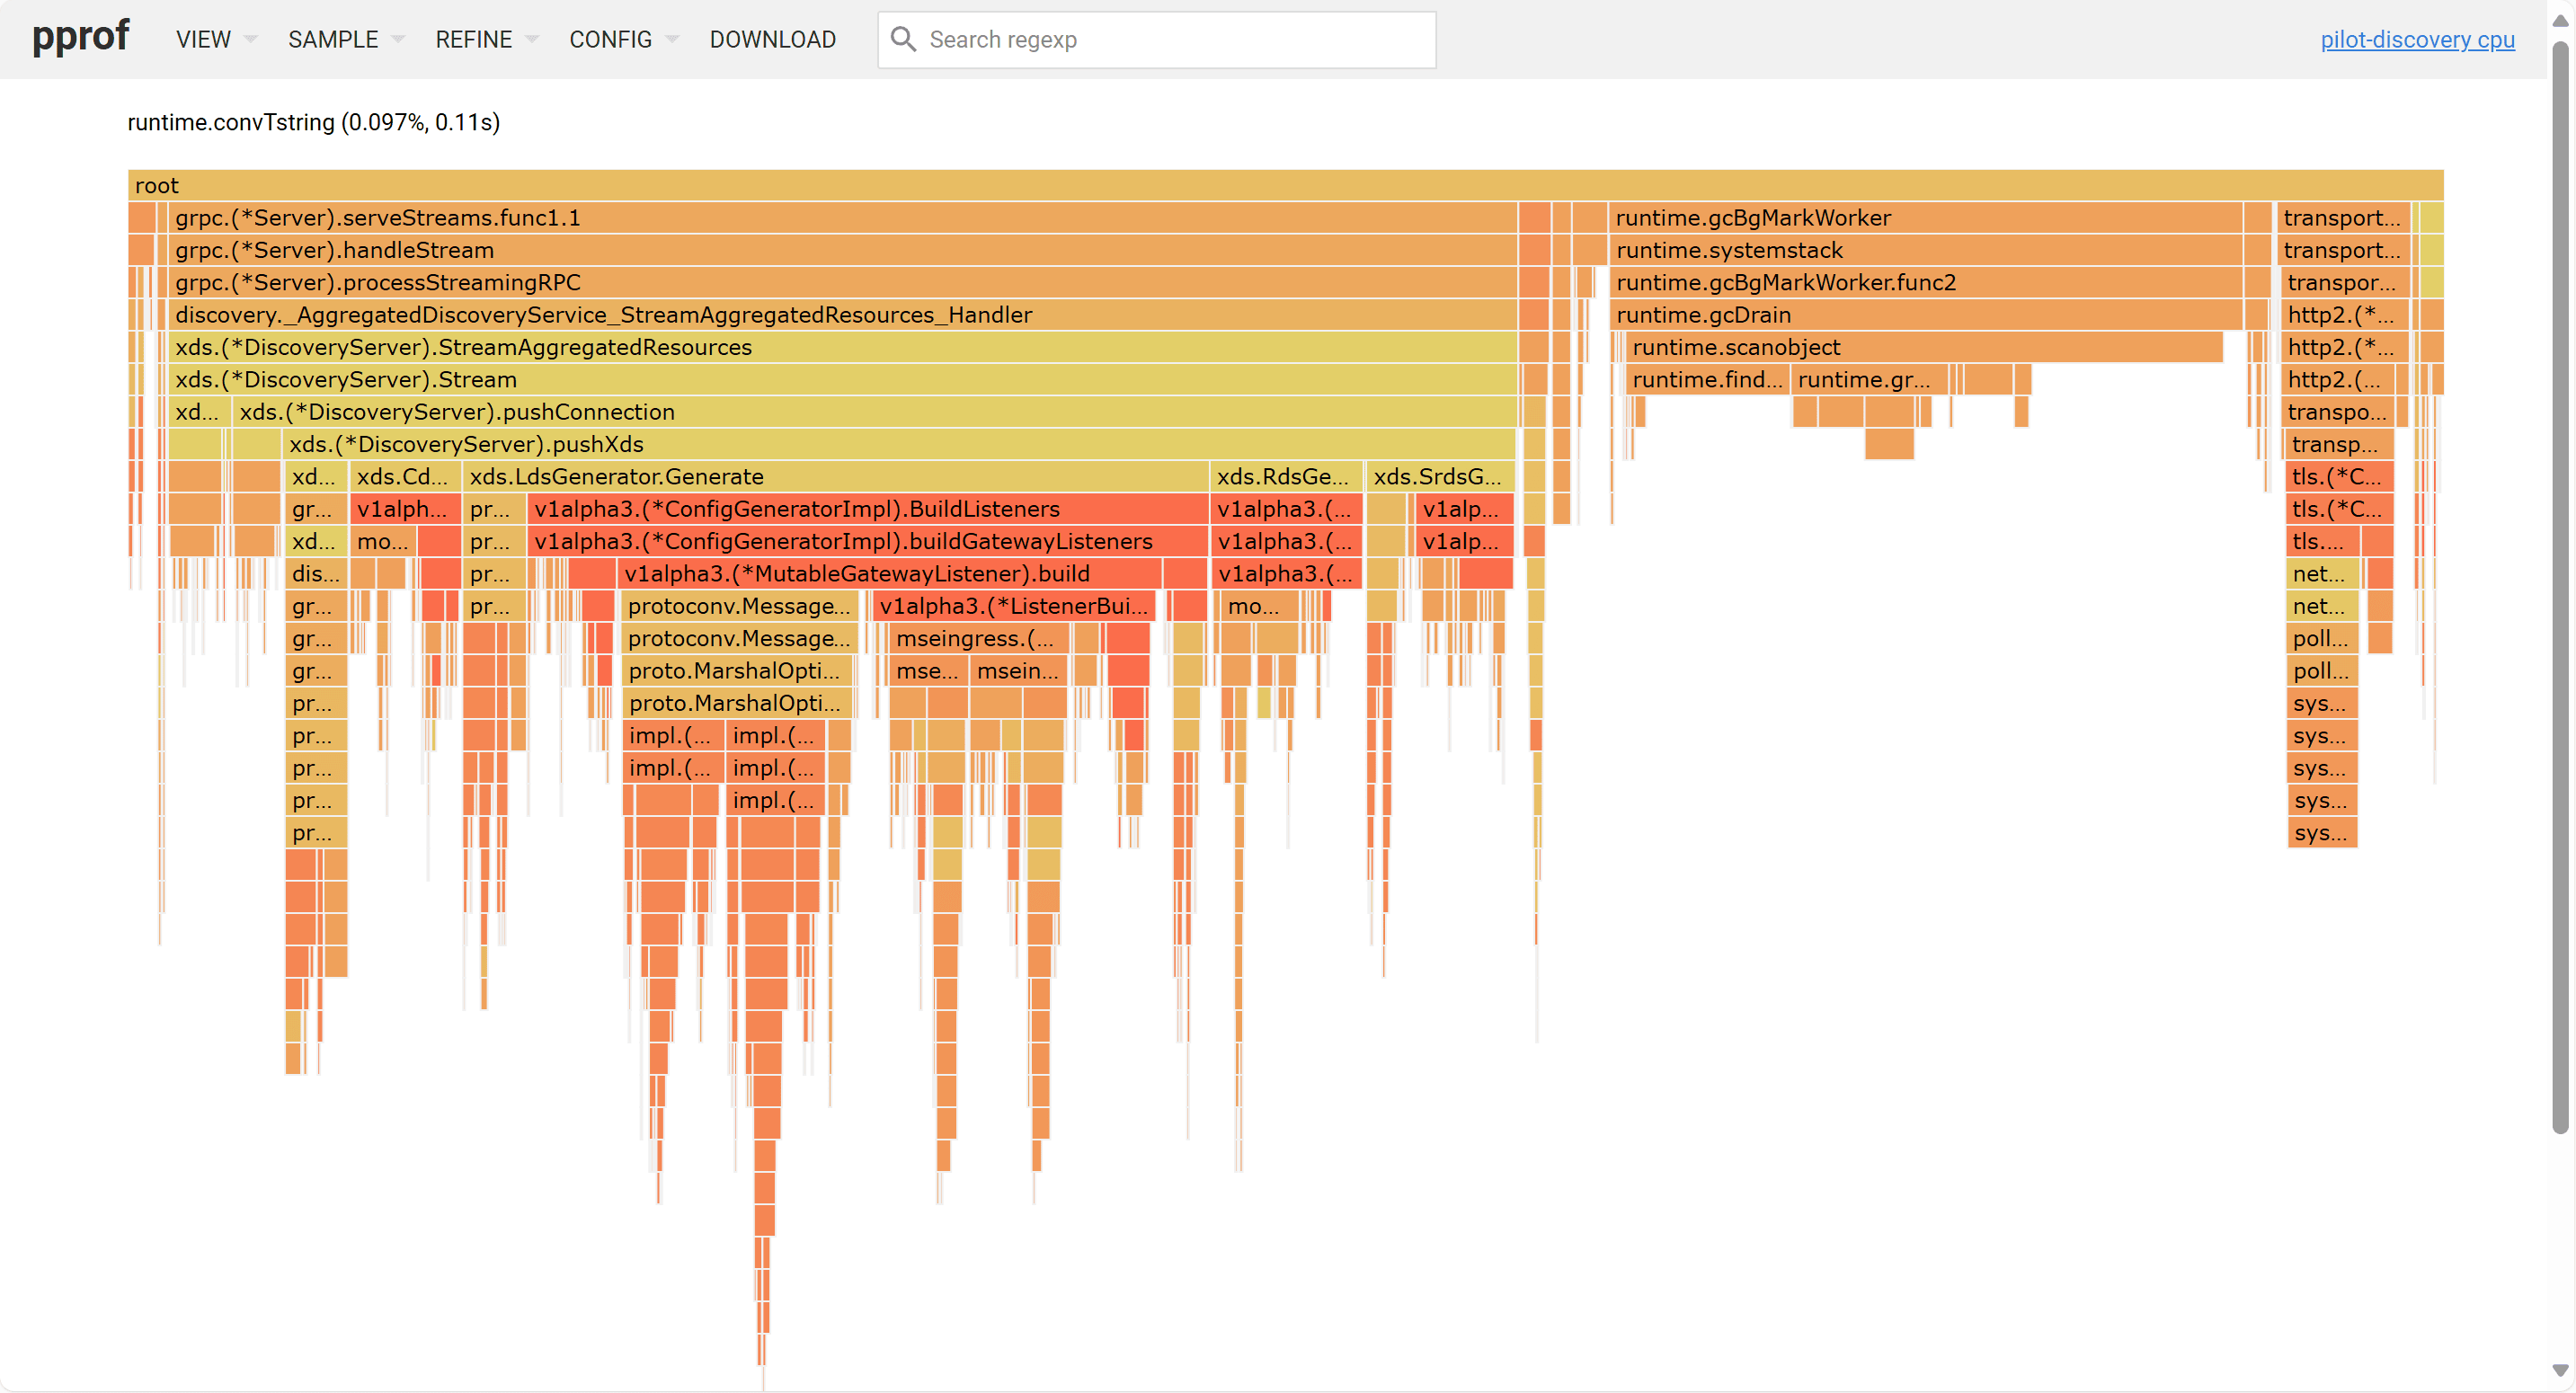 pprof VIEW SAMPLE REFINE CONFIG DOWNLOAD Search regexp pilot-discovery cpu
runtime.convTstring (0.097%, 0.11s)
root
grpc.(*Server).serveStreams.func1.1 runtime.gcBgMarkWorker transport...
grpc.(*Server).handleStream runtime.systemstack transport...
grpc.(*Server).processStreamingRPC runtime.gcBgMarkWorker.func2 transpor...
discovery._AggregatedDiscoveryService_StreamAggregatedResources_Handler runtime.gcDrain http2.(*...
xds.(*DiscoveryServer).StreamAggregatedResources runtime.scanobject http2.(*...
xds.(*DiscoveryServer).Stream runtime.find... runtime.gr... http2.(...
xd... xds.(*DiscoveryServer).pushConnection transpo...
xds.(*DiscoveryServer).pushXds transp...
xd... xds.Cd... xds.LdsGenerator.Generate xds.RdsGe... xds.SrdsG... tls.(*C...
gr... v1alph... pr... v1alpha3.(*ConfigGeneratorImpl).BuildListeners v1alpha3.(... v1alp... tls.(*C...
xd... mo... pr... v1alpha3.(*ConfigGeneratorImpl).buildGatewayListeners v1alpha3.(... v1alp... tls....
dis... pr... v1alpha3.(*MutableGatewayListener).build v1alpha3.(... net...
gr... pr... protoconv.Message... v1alpha3.(*ListenerBui... mo... net...
gr... protoconv.Message... mseingress.(... poll...
gr... proto.MarshalOpti... mse... msein... poll...
pr... proto.MarshalOpti... sys...
pr... impl.(... impl.(... sys...
pr... impl.(... impl.(... sys...
pr... impl.(... sys...
pr... sys...